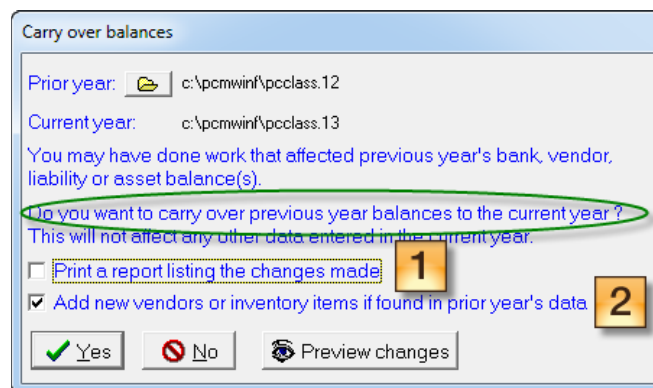 Carry over balances
Prior year: c:\pcmwinf\pcclass.12
Current year: c:\pcmwinf\pcclass.13
You may have done work that affected previous year's bank, vendor,
liability or asset balance(s).
Do you want to carry over previous year balances to the current year ?
This will not affect any other data entered in the current year.
Print a report listing the changes made 1
Add new vendors or inventory items if found in prior year's data 2
Yes No Preview changes